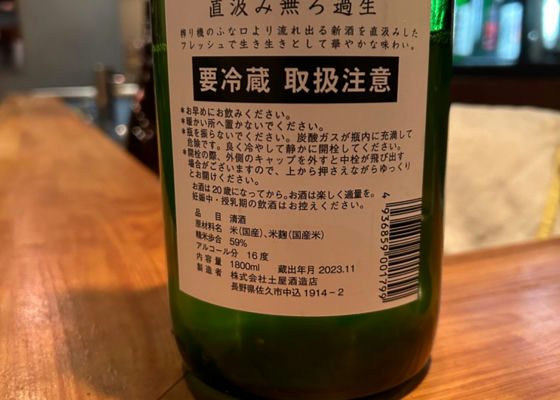 直汲み無ろ過生
搾り機のふな口より流れ出る新酒を直汲みした
フレッシュで生き生きとして華やかな味わい。
要冷蔵 取扱注意
*お早めにお飲みください。
*暖かい所へ置かないでください。
*瓶を振らないでください。炭酸ガスが瓶内に充満して
危険です。良く冷やして静かに開栓してください。
*開栓の際、外側のキャップを外すと中栓が飛び出す
場合がございますので、上から押さえながらゆっくり
とお開けください。
お酒は20歳になってから。お酒は楽しく適量を。
妊娠中・授乳期の飲酒はお控えください。
品目 清酒
原材料名 米(国産)、米麹(国産米)
精米歩合 59%
アルコール分 16度
内容量 1800ml 蔵出年月 2023.11
製造者 株式会社土屋酒造店
長野県佐久市中込1914-2
4936859001799